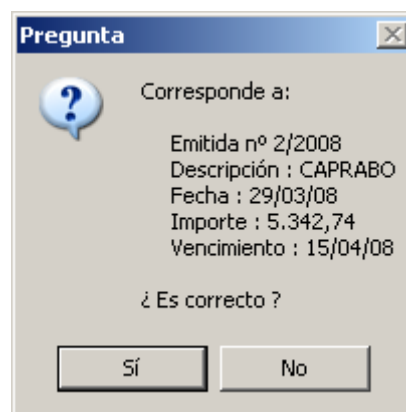 Pregunta
Corresponde a:
Emitida nº 2/2008
Descripción : CAPRABO
Fecha : 29/03/08
Importe : 5.342,74
Vencimiento : 15/04/08
¿ Es correcto ?
Sí
No